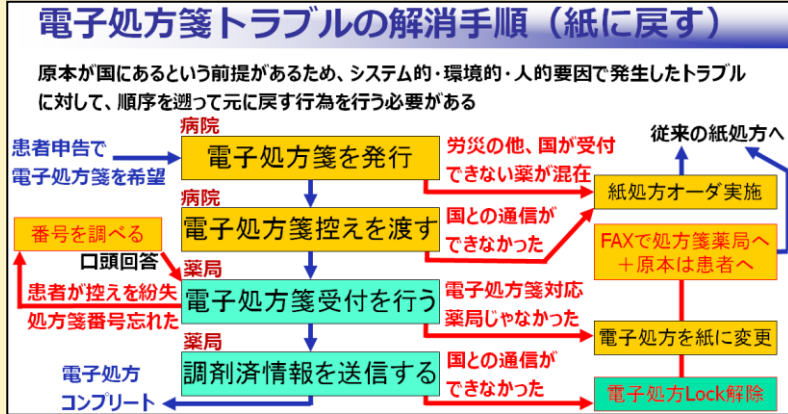 電子処方箋トラブルの解消手順（紙に戻す）
原本が国にあるという前提があるため、システム的・環境的・人的要因で発生したトラブル
に対して、順序を遡って元に戻す行為を行う必要がある
患者申告で
電子処方箋を希望
病院
電子処方箋を発行
労災の他、国が受付
できない薬が混在
従来の紙処方へ
紙処方オーダ実施
病院
電子処方箋控えを渡す
国との通信が
できなかった
番号を調べる
口頭回答
FAXで処方箋薬局へ
＋原本は患者へ
患者が控えを紛失
処方箋番号忘れた
薬局
電子処方箋受付を行う
電子処方箋対応
薬局じゃなかった
電子処方を紙に変更
薬局
調剤済情報を送信する
国との通信が
できなかった
電子処方Lock解除
電子処方
コンプリート